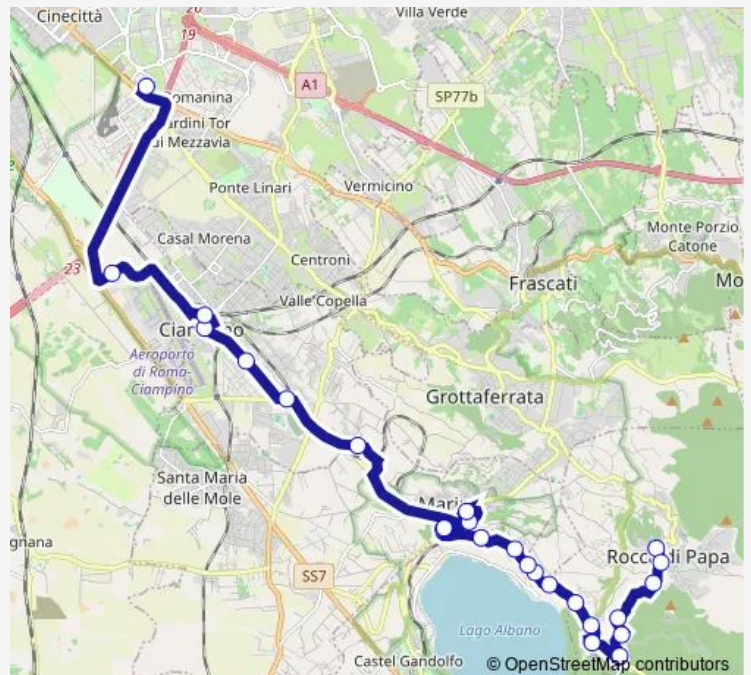 Cinecittà
Villa Verde
20
19
A1
SP77b
Romanina
Giardini Tor
di Mezzavia
Ponte Linari
Vermicino
Monte Porzio
Catone
Casal Morena
Centroni
Frascati
23
Valle Copella
Mo
Aeroporto
di Roma-
Ciampino
Grottaferrata
Santa Maria
delle Mole
gnana
Rocca di Papa
SS7
Lago Albano
Castel Gandolfo
© OpenStreetMap contributors